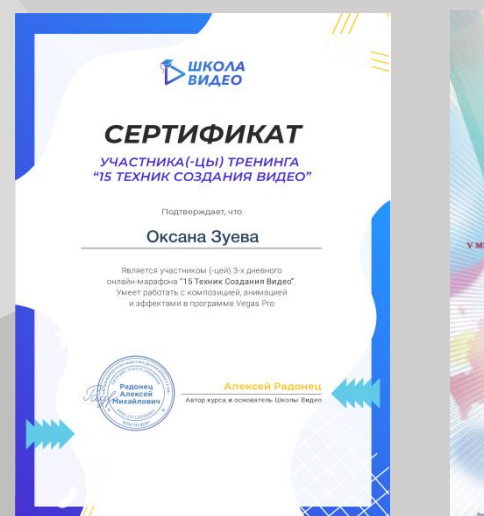 ШКОЛА
ВИДЕО
СЕРТИФИКАТ
УЧАСТНИКА(-ЦЫ) ТРЕНИНГА
“15 ТЕХНИК СОЗДАНИЯ ВИДЕО”
Подтверждает, что
Оксана Зуева
Является участником (-цей) 3-х дневного
онлайн-марафона "15 Техник Создания Видео".
Умеет работать с композицией, анимацией
и эффектами в программе Vegas Pro
Радонец
Алексей
Михайлович
Алексей Радонец
Автор курса и основатель Школы Видео